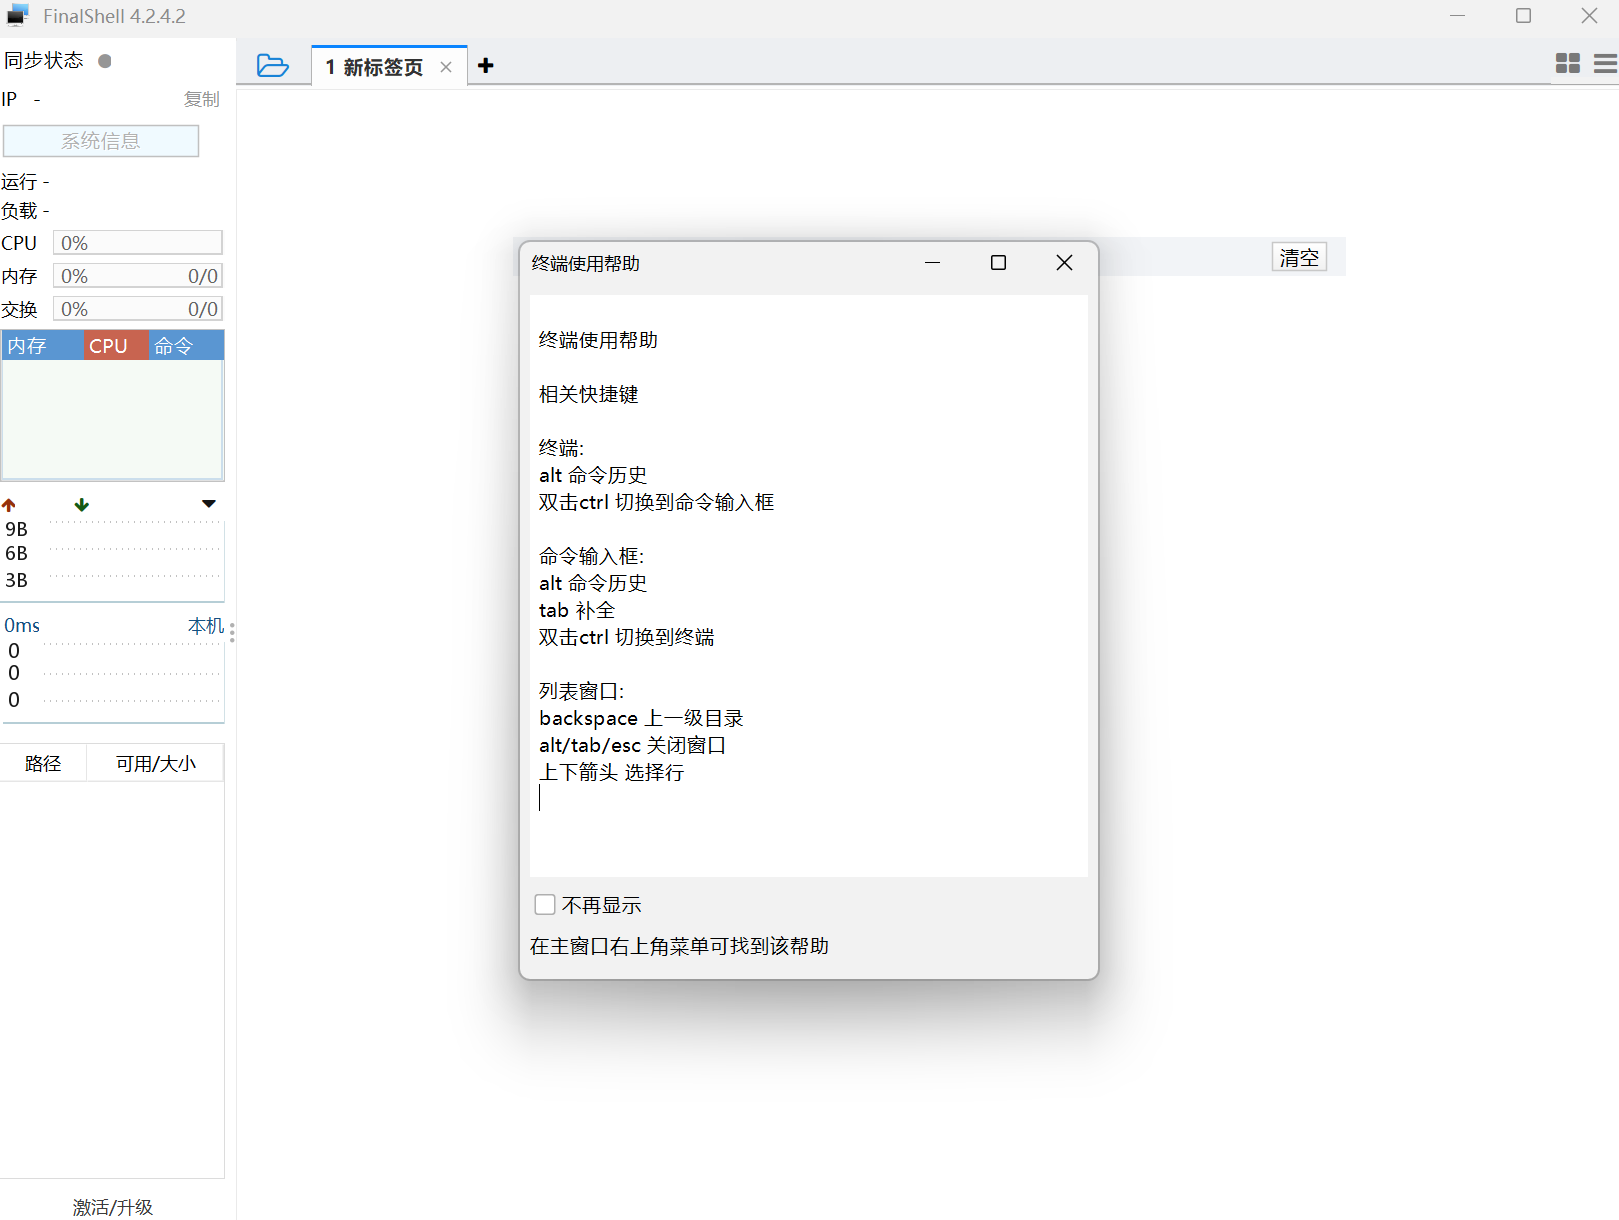 FinalShell 4.2.4.2
同步状态
IP -
复制
系统信息
运行 -
负载 -
CPU 0%
内存 0% 0/0
交换 0% 0/0
内存 CPU 命令
9B
6B
3B
0ms 本机
0
0
0
路径 可用/大小
激活/升级
1 新标签页
清空
终端使用帮助
终端使用帮助
相关快捷键
终端:
alt 命令历史
双击ctrl 切换到命令输入框
命令输入框:
alt 命令历史
tab 补全
双击ctrl 切换到终端
列表窗口:
backspace 上一级目录
alt/tab/esc 关闭窗口
上下箭头 选择行
不再显示
在主窗口右上角菜单可找到该帮助